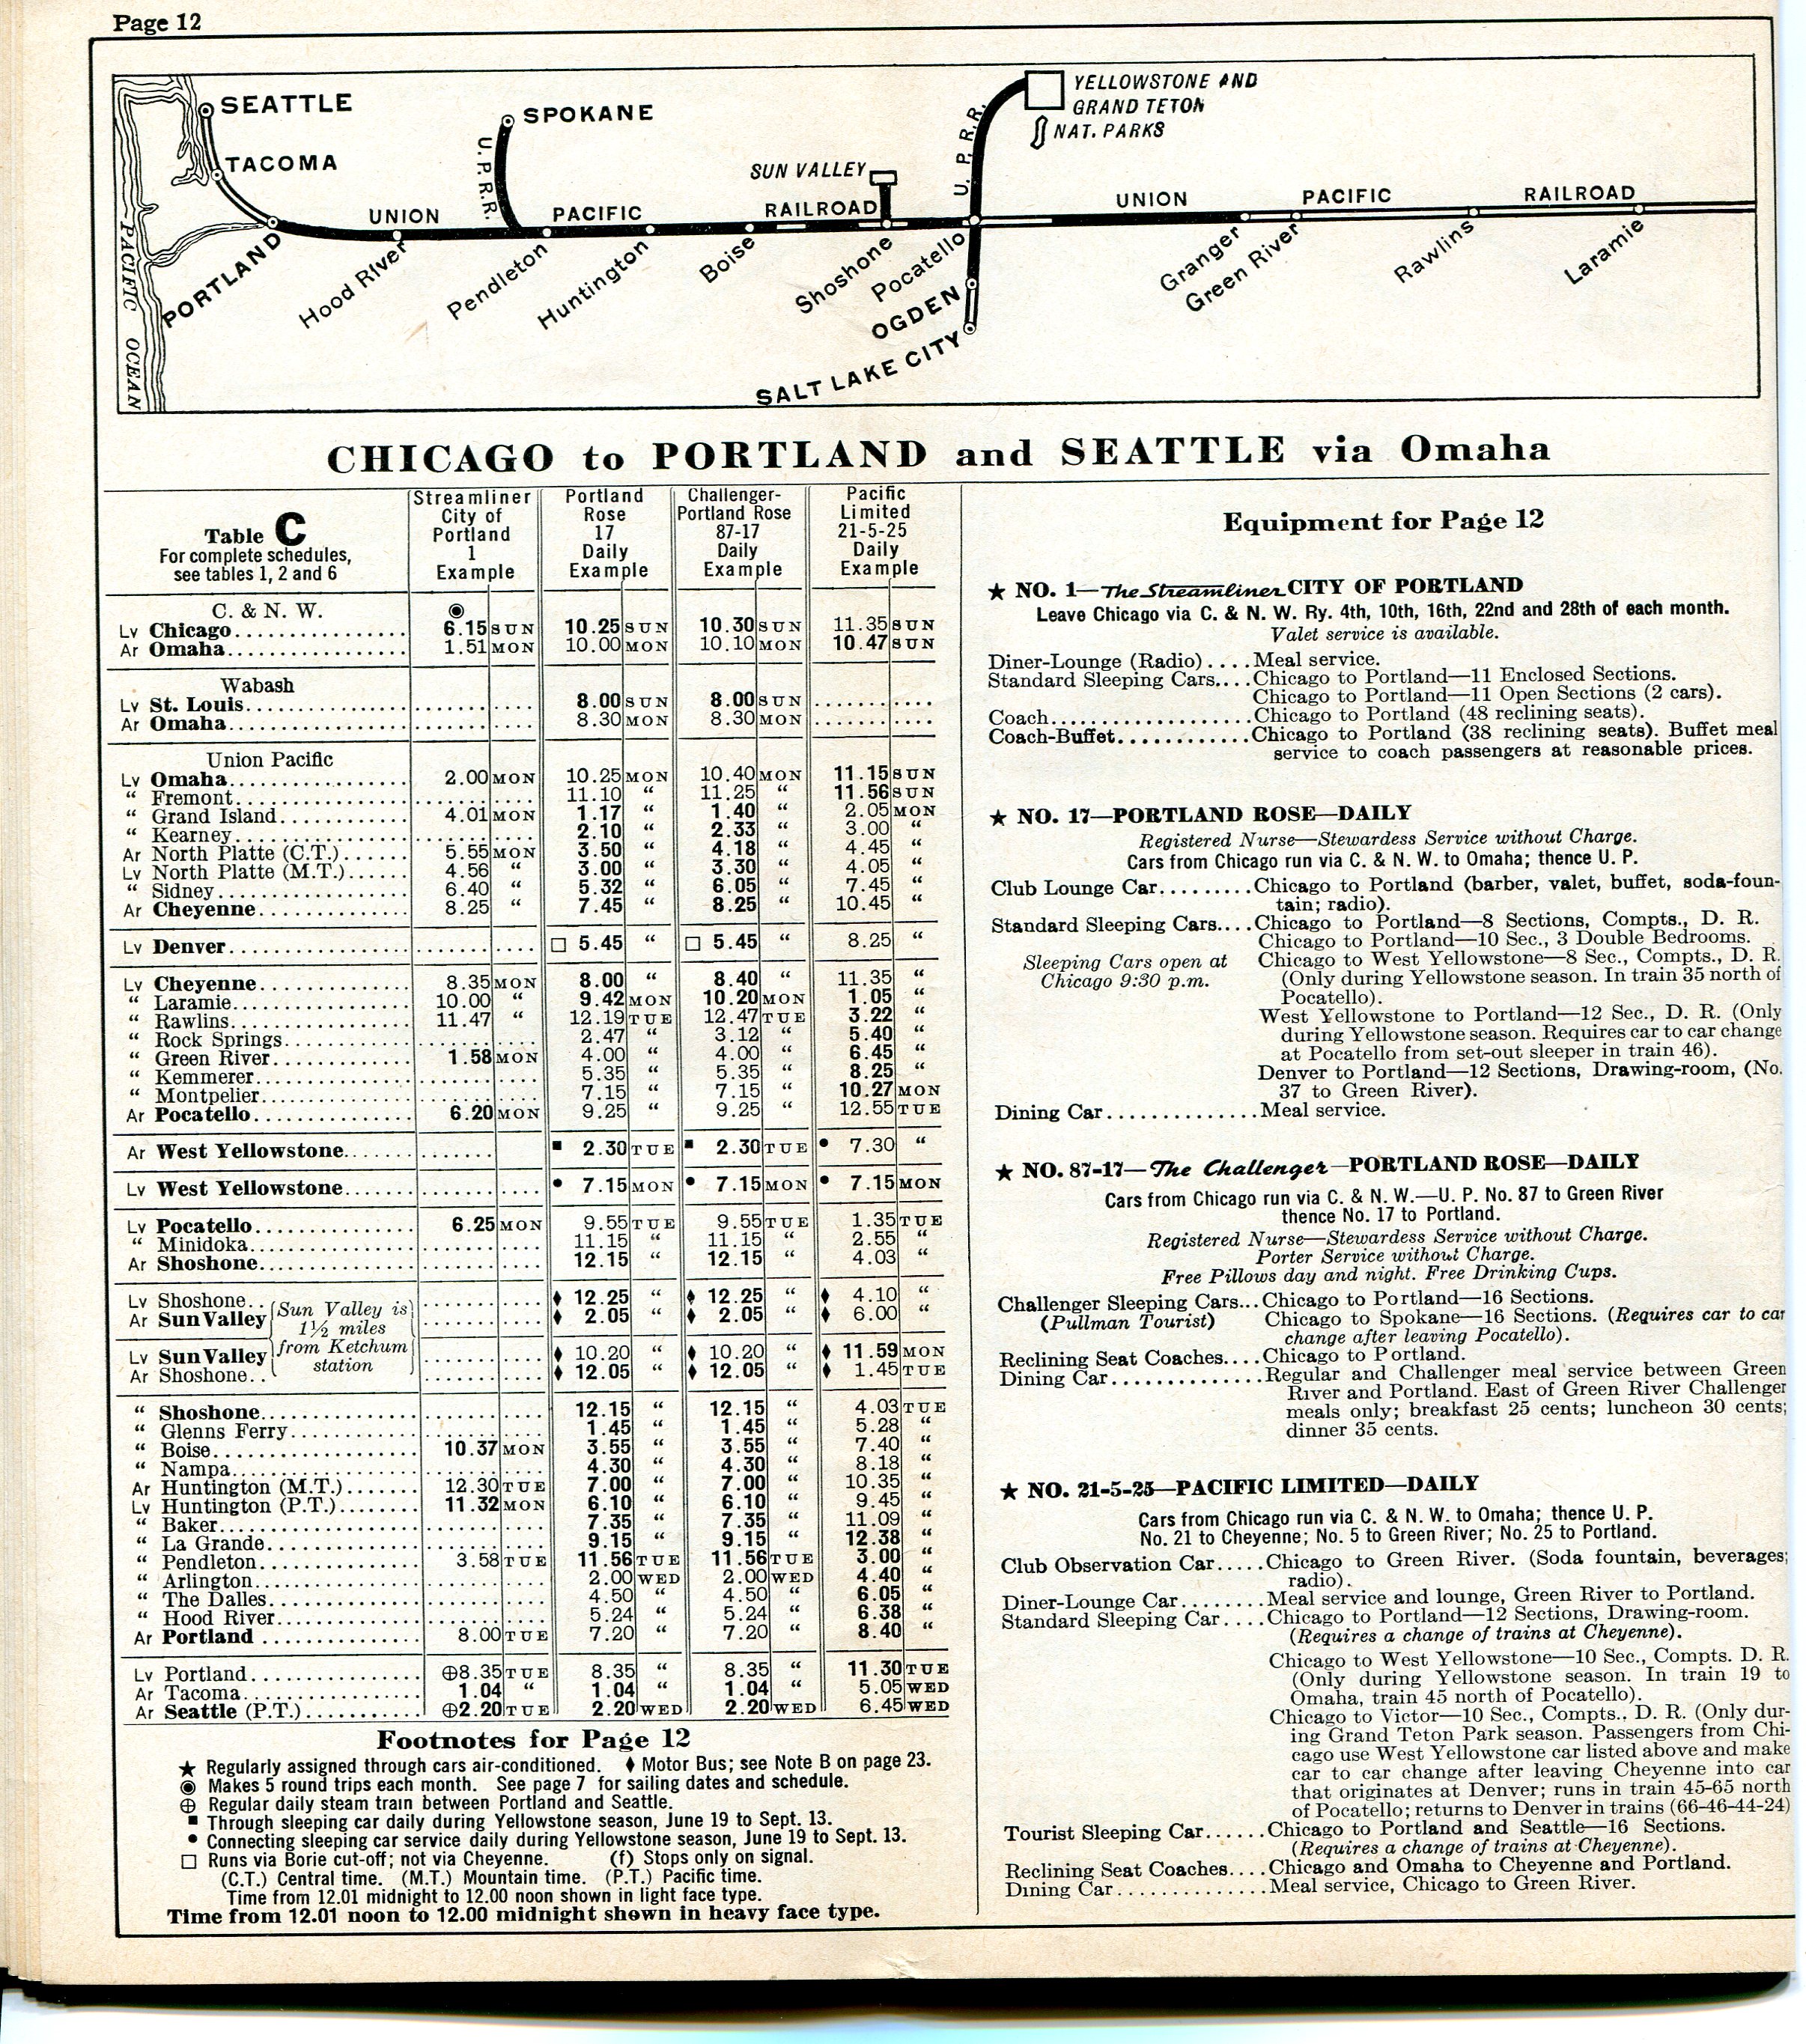 Page 12
SEATTLE
TACOMA
SPOKANE
U.P.R.R.
YELLOWSTONE AND
GRAND TETON
NAT. PARKS
U. P. R. R.
SUN VALLEY
UNION PACIFIC RAILROAD
UNION PACIFIC RAILROAD
PACIFIC OCEAN
PORTLAND
Hood River
Pendleton
Huntington
Boise
Shoshone
Pocatello
OGDEN
SALT LAKE CITY
Granger
Green River
Rawlins
Laramie
CHICAGO to PORTLAND and SEATTLE via Omaha
Table C
For complete schedules,
see tables 1, 2 and 6
Streamliner
City of
Portland
1
Example
Portland
Rose
17
Daily
Example
Challenger-
Portland Rose
87-17
Daily
Example
Pacific
Limited
21-5-25
Daily
Example
C. & N. W. ◉
Lv Chicago 6.15 SUN 10.25 SUN 10.30 SUN 11.35 SUN
Ar Omaha 1.51 MON 10.00 MON 10.10 MON 10.47 SUN
Wabash
Lv St. Louis ........ .... 8.00 SUN 8.00 SUN ........ ....
Ar Omaha ........ .... 8.30 MON 8.30 MON ........ ....
Union Pacific
Lv Omaha 2.00 MON 10.25 MON 10.40 MON 11.15 SUN
“ Fremont ........ .... 11.10 “ 11.25 “ 11.56 SUN
“ Grand Island 4.01 MON 1.17 “ 1.40 “ 2.05 MON
“ Kearney ........ .... 2.10 “ 2.33 “ 3.00 “
Ar North Platte (C.T.) 5.55 MON 3.50 “ 4.18 “ 4.45 “
Lv North Platte (M.T.) 4.56 “ 3.00 “ 3.30 “ 4.05 “
“ Sidney 6.40 “ 5.32 “ 6.05 “ 7.45 “
Ar Cheyenne 8.25 “ 7.45 “ 8.25 “ 10.45 “
Lv Denver ........ .... □ 5.45 “ □ 5.45 “ 8.25 “
Lv Cheyenne 8.35 MON 8.00 “ 8.40 “ 11.35 “
“ Laramie 10.00 “ 9.42 MON 10.20 MON 1.05 “
“ Rawlins 11.47 “ 12.19 TUE 12.47 TUE 3.22 “
“ Rock Springs ........ .... 2.47 “ 3.12 “ 5.40 “
“ Green River 1.58 MON 4.00 “ 4.00 “ 6.45 “
“ Kemmerer ........ .... 5.35 “ 5.35 “ 8.25 “
“ Montpelier ........ .... 7.15 “ 7.15 “ 10.27 MON
Ar Pocatello 6.20 MON 9.25 “ 9.25 “ 12.55 TUE
Ar West Yellowstone ....... ■ 2.30 TUE ■ 2.30 TUE ● 7.30 “
Lv West Yellowstone ........ .... ● 7.15 MON ● 7.15 MON ● 7.15 MON
Lv Pocatello 6.25 MON 9.55 TUE 9.55 TUE 1.35 TUE
“ Minidoka ........ .... 11.15 “ 11.15 “ 2.55 “
Ar Shoshone ........ .... 12.15 “ 12.15 “ 4.03 “
Lv Shoshone ........ .... ♦ 12.25 “ ♦ 12.25 “ ♦ 4.10 “
Ar Sun Valley ........ .... ♦ 2.05 “ ♦ 2.05 “ ♦ 6.00 “
Sun Valley is
1½ miles
from Ketchum
station
Lv Sun Valley ........ .... ♦ 10.20 “ ♦ 10.20 “ ♦ 11.59 MON
Ar Shoshone ♦ 12.05 “ ♦ 12.05 “ ♦ 1.45 TUE
“ Shoshone ........ .... 12.15 “ 12.15 “ 4.03 TUE
“ Glenns Ferry ........ .... 1.45 “ 1.45 “ 5.28 “
“ Boise 10.37 MON 3.55 “ 3.55 “ 7.40 “
“ Nampa ........ .... 4.30 “ 4.30 “ 8.18 “
Ar Huntington (M.T.) 12.30 TUE 7.00 “ 7.00 “ 10.35 “
Lv Huntington (P.T.) 11.32 MON 6.10 “ 6.10 “ 9.45 “
“ Baker ........ .... 7.35 “ 7.35 “ 11.09 “
“ La Grande ........ .... 9.15 “ 9.15 “ 12.38 “
“ Pendleton 3.58 TUE 11.56 TUE 11.56 TUE 3.00 “
“ Arlington ........ .... 2.00 WED 2.00 WED 4.40 “
“ The Dalles ........ .... 4.50 “ 4.50 “ 6.05 “
“ Hood River ........ .... 5.24 “ 5.24 “ 6.38 “
Ar Portland 8.00 TUE 7.20 “ 7.20 “ 8.40 “
Lv Portland ⊕8.35 TUE 8.35 “ 8.35 “ 11.30 TUE
Ar Tacoma 1.04 “ 1.04 “ 1.04 “ 5.05 WED
Ar Seattle (P.T.) ⊕2.20 TUE 2.20 WED 2.20 WED 6.45 WED
Footnotes for Page 12
★ Regularly assigned through cars air-conditioned. ♦ Motor Bus; see Note B on page 23.
◉ Makes 5 round trips each month. See page 7 for sailing dates and schedule.
⊕ Regular daily steam train between Portland and Seattle.
■ Through sleeping car daily during Yellowstone season, June 19 to Sept. 13.
● Connecting sleeping car service daily during Yellowstone season, June 19 to Sept. 13.
□ Runs via Borie cut-off; not via Cheyenne. (f) Stops only on signal.
(C.T.) Central time. (M.T.) Mountain time. (P.T.) Pacific time.
Time from 12.01 midnight to 12.00 noon shown in light face type.
Time from 12.01 noon to 12.00 midnight shown in heavy face type.
Equipment for Page 12
★ NO. 1—The Streamliner CITY OF PORTLAND
Leave Chicago via C. & N. W. Ry. 4th, 10th, 16th, 22nd and 28th of each month.
Valet service is available.
Diner-Lounge (Radio)....Meal service.
Standard Sleeping Cars....Chicago to Portland—11 Enclosed Sections.
Chicago to Portland—11 Open Sections (2 cars).
Coach..................Chicago to Portland (48 reclining seats).
Coach-Buffet............Chicago to Portland (38 reclining seats). Buffet meal
service to coach passengers at reasonable prices.
★ NO. 17—PORTLAND ROSE—DAILY
Registered Nurse—Stewardess Service without Charge.
Cars from Chicago run via C. & N. W. to Omaha; thence U. P.
Club Lounge Car.........Chicago to Portland (barber, valet, buffet, soda-foun-
tain; radio).
Standard Sleeping Cars....Chicago to Portland—8 Sections, Compts., D. R.
Chicago to Portland—10 Sec., 3 Double Bedrooms.
Sleeping Cars open at
Chicago 9:30 p.m.
Chicago to West Yellowstone—8 Sec., Compts., D. R.
(Only during Yellowstone season. In train 35 north of
Pocatello).
West Yellowstone to Portland—12 Sec., D. R. (Only
during Yellowstone season. Requires car to car change
at Pocatello from set-out sleeper in train 46).
Denver to Portland—12 Sections, Drawing-room, (No.
37 to Green River).
Dining Car..............Meal service.
★ NO. 87-17—The Challenger—PORTLAND ROSE—DAILY
Cars from Chicago run via C. & N. W.—U. P. No. 87 to Green River
thence No. 17 to Portland.
Registered Nurse—Stewardess Service without Charge.
Porter Service without Charge.
Free Pillows day and night. Free Drinking Cups.
Challenger Sleeping Cars...Chicago to Portland—16 Sections.
(Pullman Tourist) Chicago to Spokane—16 Sections. (Requires car to car
change after leaving Pocatello).
Reclining Seat Coaches....Chicago to Portland.
Dining Car..............Regular and Challenger meal service between Green
River and Portland. East of Green River Challenger
meals only; breakfast 25 cents; luncheon 30 cents;
dinner 35 cents.
★ NO. 21-5-25—PACIFIC LIMITED—DAILY
Cars from Chicago run via C. & N. W. to Omaha; thence U. P.
No. 21 to Cheyenne; No. 5 to Green River; No. 25 to Portland.
Club Observation Car.....Chicago to Green River. (Soda fountain, beverages;
radio).
Diner-Lounge Car........Meal service and lounge, Green River to Portland.
Standard Sleeping Car....Chicago to Portland—12 Sections, Drawing-room.
(Requires a change of trains at Cheyenne).
Chicago to West Yellowstone—10 Sec., Compts. D. R.
(Only during Yellowstone season. In train 19 to
Omaha, train 45 north of Pocatello).
Chicago to Victor—10 Sec., Compts., D. R. (Only dur-
ing Grand Teton Park season. Passengers from Chi-
cago use West Yellowstone car listed above and make
car to car change after leaving Cheyenne into car
that originates at Denver; runs in train 45-65 north
of Pocatello; returns to Denver in trains (66-46-44-24)
Tourist Sleeping Car......Chicago to Portland and Seattle—16 Sections.
(Requires a change of trains at Cheyenne).
Reclining Seat Coaches....Chicago and Omaha to Cheyenne and Portland.
Dining Car..............Meal service, Chicago to Green River.